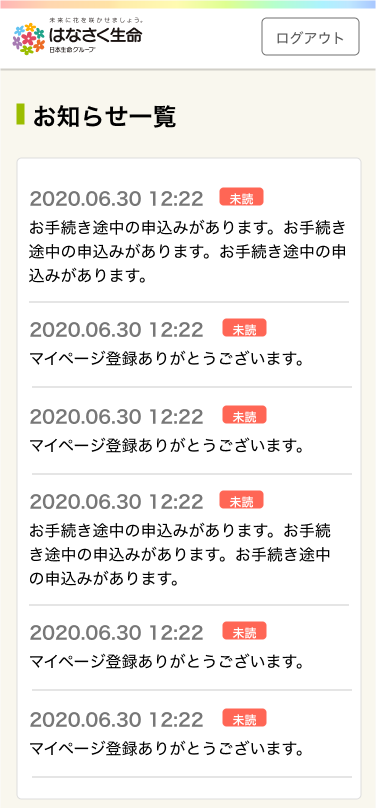 未来に花を咲かせましょう。
はなさく生命
日本生命グループ
ログアウト
お知らせ一覧
2020.06.30 12:22 未読
お手続き途中の申込みがあります。お手続き
途中の申込みがあります。お手続き途中の申
込みがあります。
2020.06.30 12:22 未読
マイページ登録ありがとうございます。
2020.06.30 12:22 未読
マイページ登録ありがとうございます。
2020.06.30 12:22 未読
お手続き途中の申込みがあります。お手続
き途中の申込みがあります。お手続き途中
の申込みがあります。
2020.06.30 12:22 未読
マイページ登録ありがとうございます。
2020.06.30 12:22 未読
マイページ登録ありがとうございます。